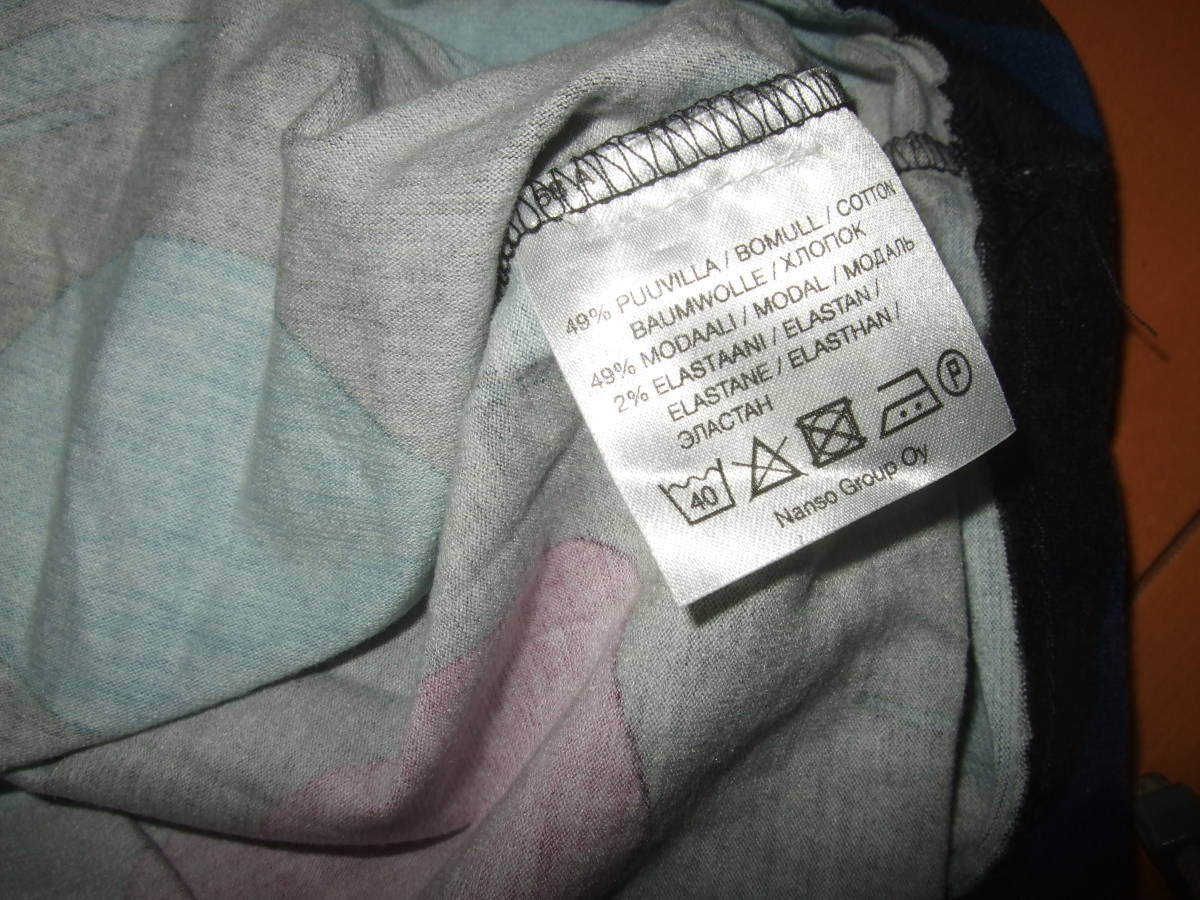 49% PUUVILLA / BOMULL / COTTON
BAUMWOLLE / ХЛОПОК
49% MODAALI / MODAL / МОДАЛЬ
2% ELASTAANI / ELASTAN /
ELASTANE / ELASTHAN /
ЭЛАСТАН
40 P
Nanso Group Oy